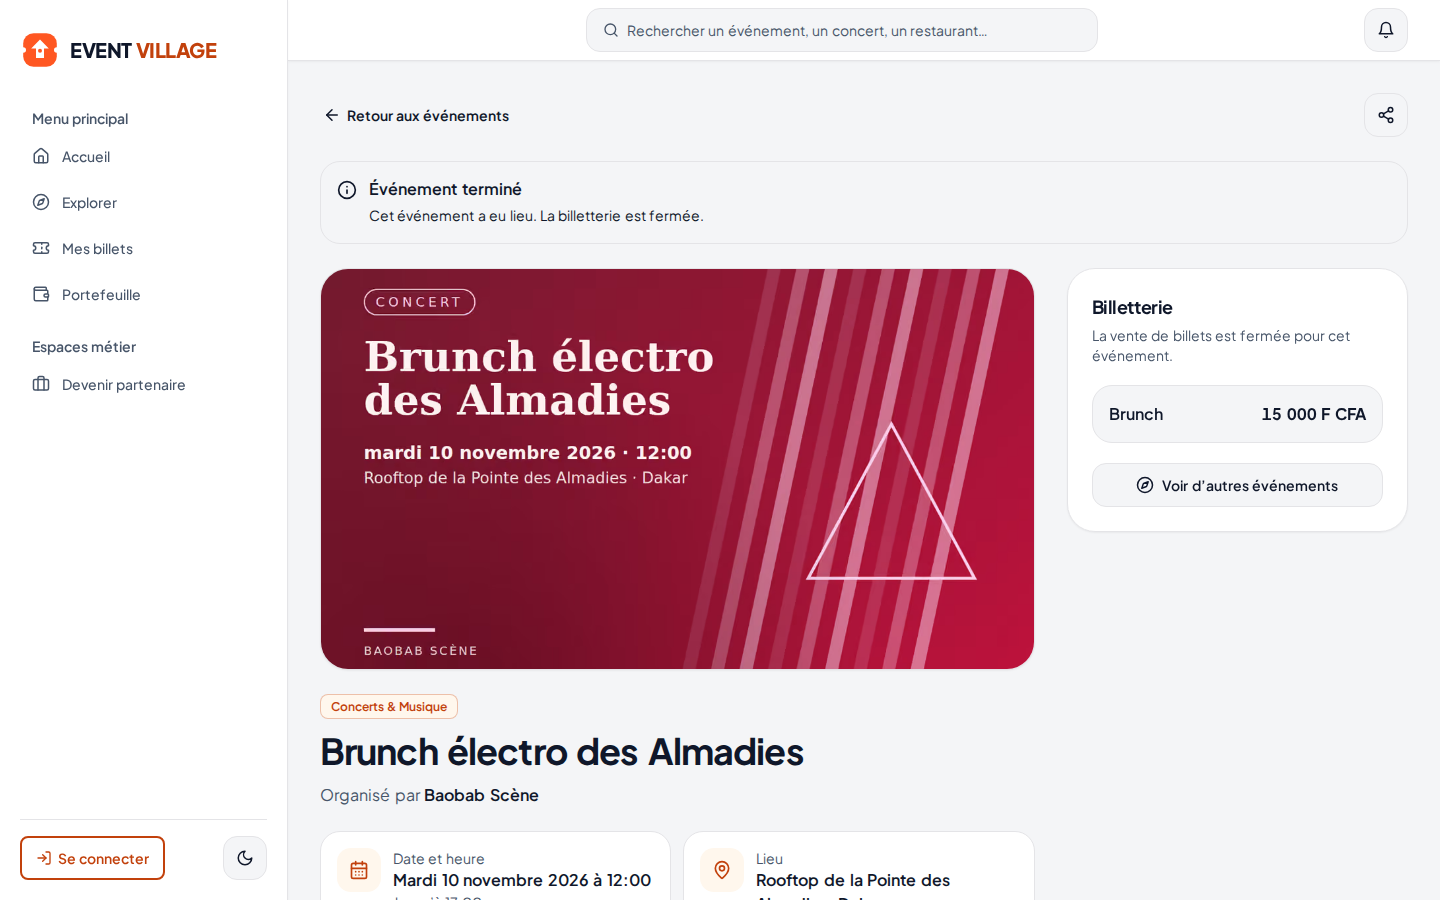 EVENT VILLAGE
Rechercher un événement, un concert, un restaurant…
Menu principal
Accueil
Explorer
Mes billets
Portefeuille
Espaces métier
Devenir partenaire
Se connecter
Retour aux événements
Événement terminé
Cet événement a eu lieu. La billetterie est fermée.
CONCERT
Brunch électro
des Almadies
mardi 10 novembre 2026 · 12:00
Rooftop de la Pointe des Almadies · Dakar
BAOBAB SCÈNE
Billetterie
La vente de billets est fermée pour cet
événement.
Brunch 15 000 F CFA
Voir d’autres événements
Concerts & Musique
Brunch électro des Almadies
Organisé par Baobab Scène
Date et heure
Mardi 10 novembre 2026 à 12:00
Lieu
Rooftop de la Pointe des